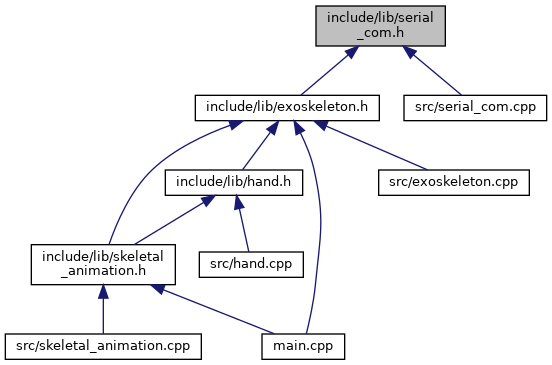 include/lib/serial
_com.h
include/lib/exoskeleton.h
src/serial_com.cpp
include/lib/hand.h
src/exoskeleton.cpp
include/lib/skeletal
_animation.h
src/hand.cpp
src/skeletal_animation.cpp
main.cpp